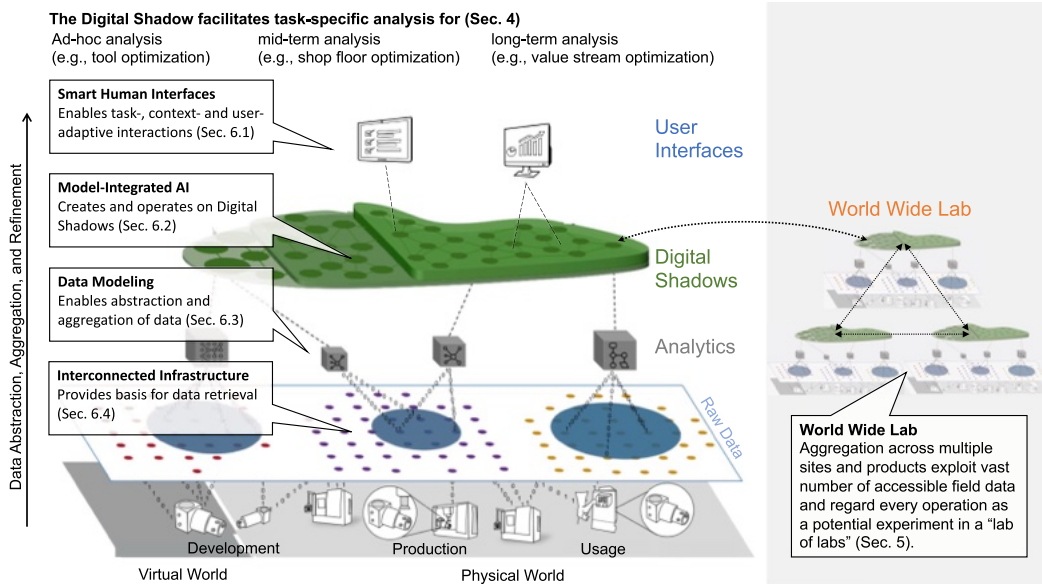 The Digital Shadow facilitates task-specific analysis for (Sec. 4)
Ad-hoc analysis
(e.g., tool optimization)
mid-term analysis
(e.g., shop floor optimization)
long-term analysis
(e.g., value stream optimization)
Data Abstraction, Aggregation, and Refinement
Smart Human Interfaces
Enables task-, context- and user-
adaptive interactions (Sec. 6.1)
User
Interfaces
Model-Integrated AI
Creates and operates on Digital
Shadows (Sec. 6.2)
Digital
Shadows
Data Modeling
Enables abstraction and
aggregation of data (Sec. 6.3)
Analytics
Interconnected Infrastructure
Provides basis for data retrieval
(Sec. 6.4)
Raw Data
Development
Production
Usage
Virtual World
Physical World
World Wide Lab
World Wide Lab
Aggregation across multiple
sites and products exploit vast
number of accessible field data
and regard every operation as
a potential experiment in a “lab
of labs” (Sec. 5).